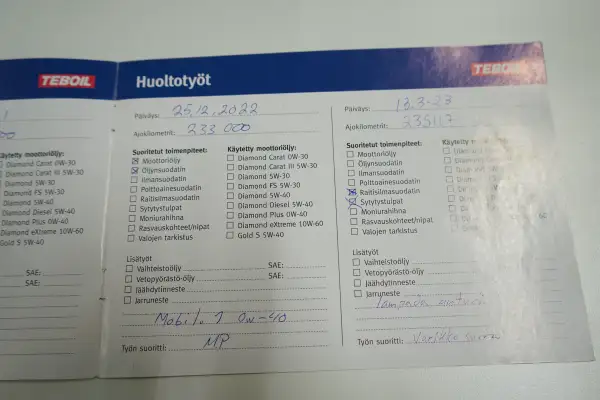 TEBOIL
Käytetty moottoriöljy:
Diamond Carat 0W-30
Diamond Carat III 5W-30
Diamond 5W-30
Diamond FS 5W-30
Diamond 5W-40
Diamond Diesel 5W-40
Diamond Plus 0W-40
Diamond eXtreme 10W-60
Gold S 5W-40
SAE:
SAE:
Huoltotyöt
Päiväys: 25.12.2022
Ajokilometrit: 233 000
Suoritetut toimenpiteet:
Moottoriöljy
Öljynsuodatin
Ilmansuodatin
Polttoainesuodatin
Raitisilmasuodatin
Sytytystulpat
Moniurahihna
Rasvauskohteet/nipat
Valojen tarkistus
Käytetty moottoriöljy:
Diamond Carat 0W-30
Diamond Carat III 5W-30
Diamond 5W-30
Diamond FS 5W-30
Diamond 5W-40
Diamond Diesel 5W-40
Diamond Plus 0W-40
Diamond eXtreme 10W-60
Gold S 5W-40
Lisätyöt
Vaihteistoöljy SAE:
Vetopyörästö-öljy SAE:
Jäähdytinneste
Jarruneste
Mobil 1 0w-40
Työn suoritti: MP
TEBOIL
Päiväys: 13.3-23
Ajokilometrit: 235117
Suoritetut toimenpiteet:
Moottoriöljy
Öljynsuodatin
Ilmansuodatin
Polttoainesuodatin
Raitisilmasuodatin
Sytytystulpat
Moniurahihna
Rasvauskohteet/nipat
Valojen tarkistus
Käytetty
Lisätyöt
Vaihteistoöljy
Vetopyörästö-öljy
Jäähdytinneste
Jarruneste
Työn suoritti: